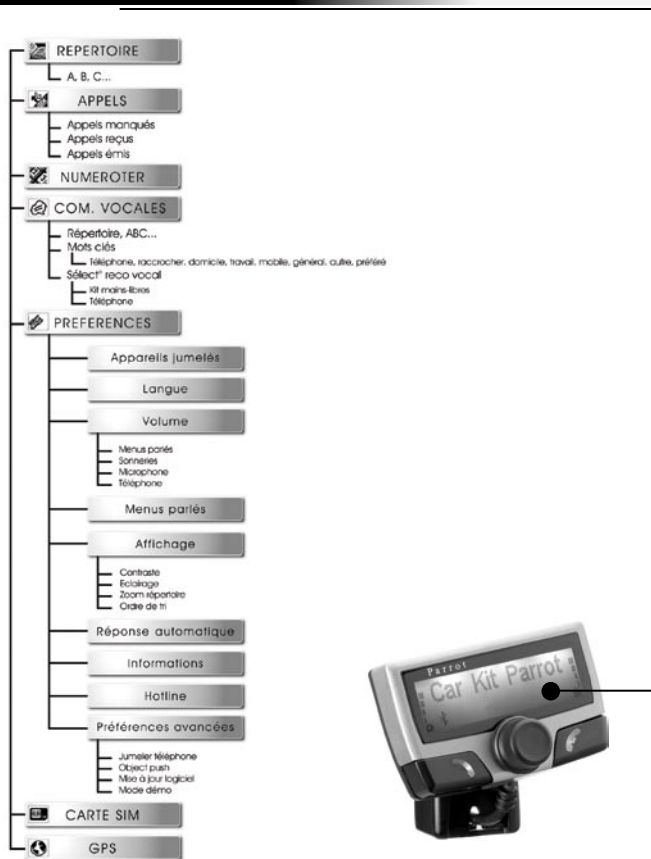 REPERTOIRE
A, B, C...
APPELS
Appels manqués
Appels reçus
Appels émis
NUMEROTER
COM. VOCALES
Répertoire, ABC...
Mots clés
Téléphone, raccrocher, domicile, travail, mobile, général, autre, préféré
Sélect° reco vocal
Kit mains-libres
Téléphone
PREFERENCES
Appareils jumelés
Langue
Volume
Menus parlés
Sonneries
Microphone
Téléphone
Menus parlés
Affichage
Contraste
Eclairage
Zoom répertoire
Ordre de tri
Réponse automatique
Informations
Hotline
Préférences avancées
Jumeler téléphone
Object push
Mise à jour logiciel
Mode démo
CARTE SIM
GPS
Parrot
Car Kit Parrot